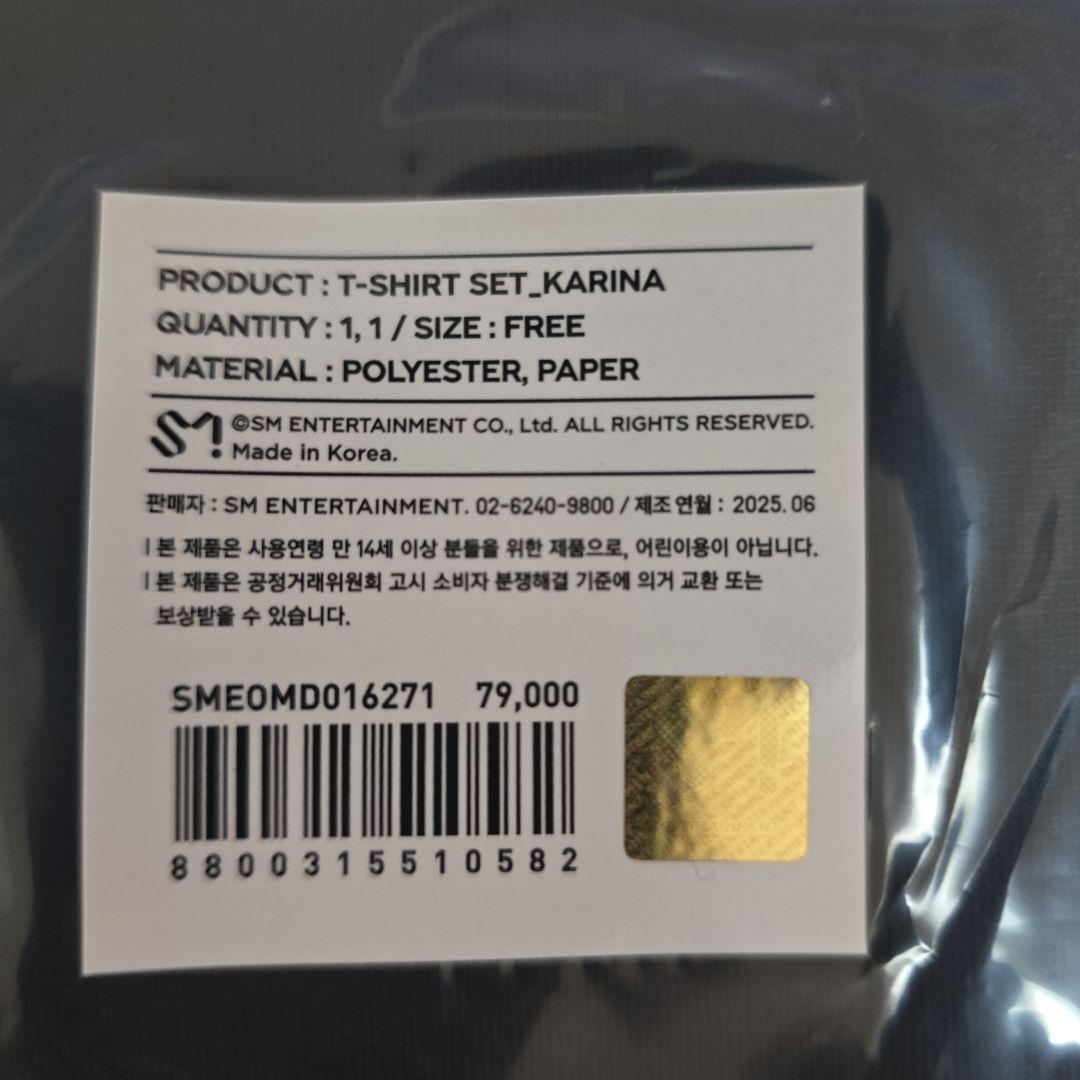 PRODUCT : T-SHIRT SET_KARINA
QUANTITY : 1, 1 / SIZE : FREE
MATERIAL : POLYESTER, PAPER
SM ©SM ENTERTAINMENT CO., Ltd. ALL RIGHTS RESERVED.
Made in Korea.
판매자 : SM ENTERTAINMENT. 02-6240-9800 / 제조연월 : 2025. 06
| 본 제품은 사용연령 만 14세 이상 분들을 위한 제품으로, 어린이용이 아닙니다.
| 본 제품은 공정거래위원회 고시 소비자 분쟁해결 기준에 의거 교환 또는
보상받을 수 있습니다.
SMEOMD016271 79,000
8800315510582